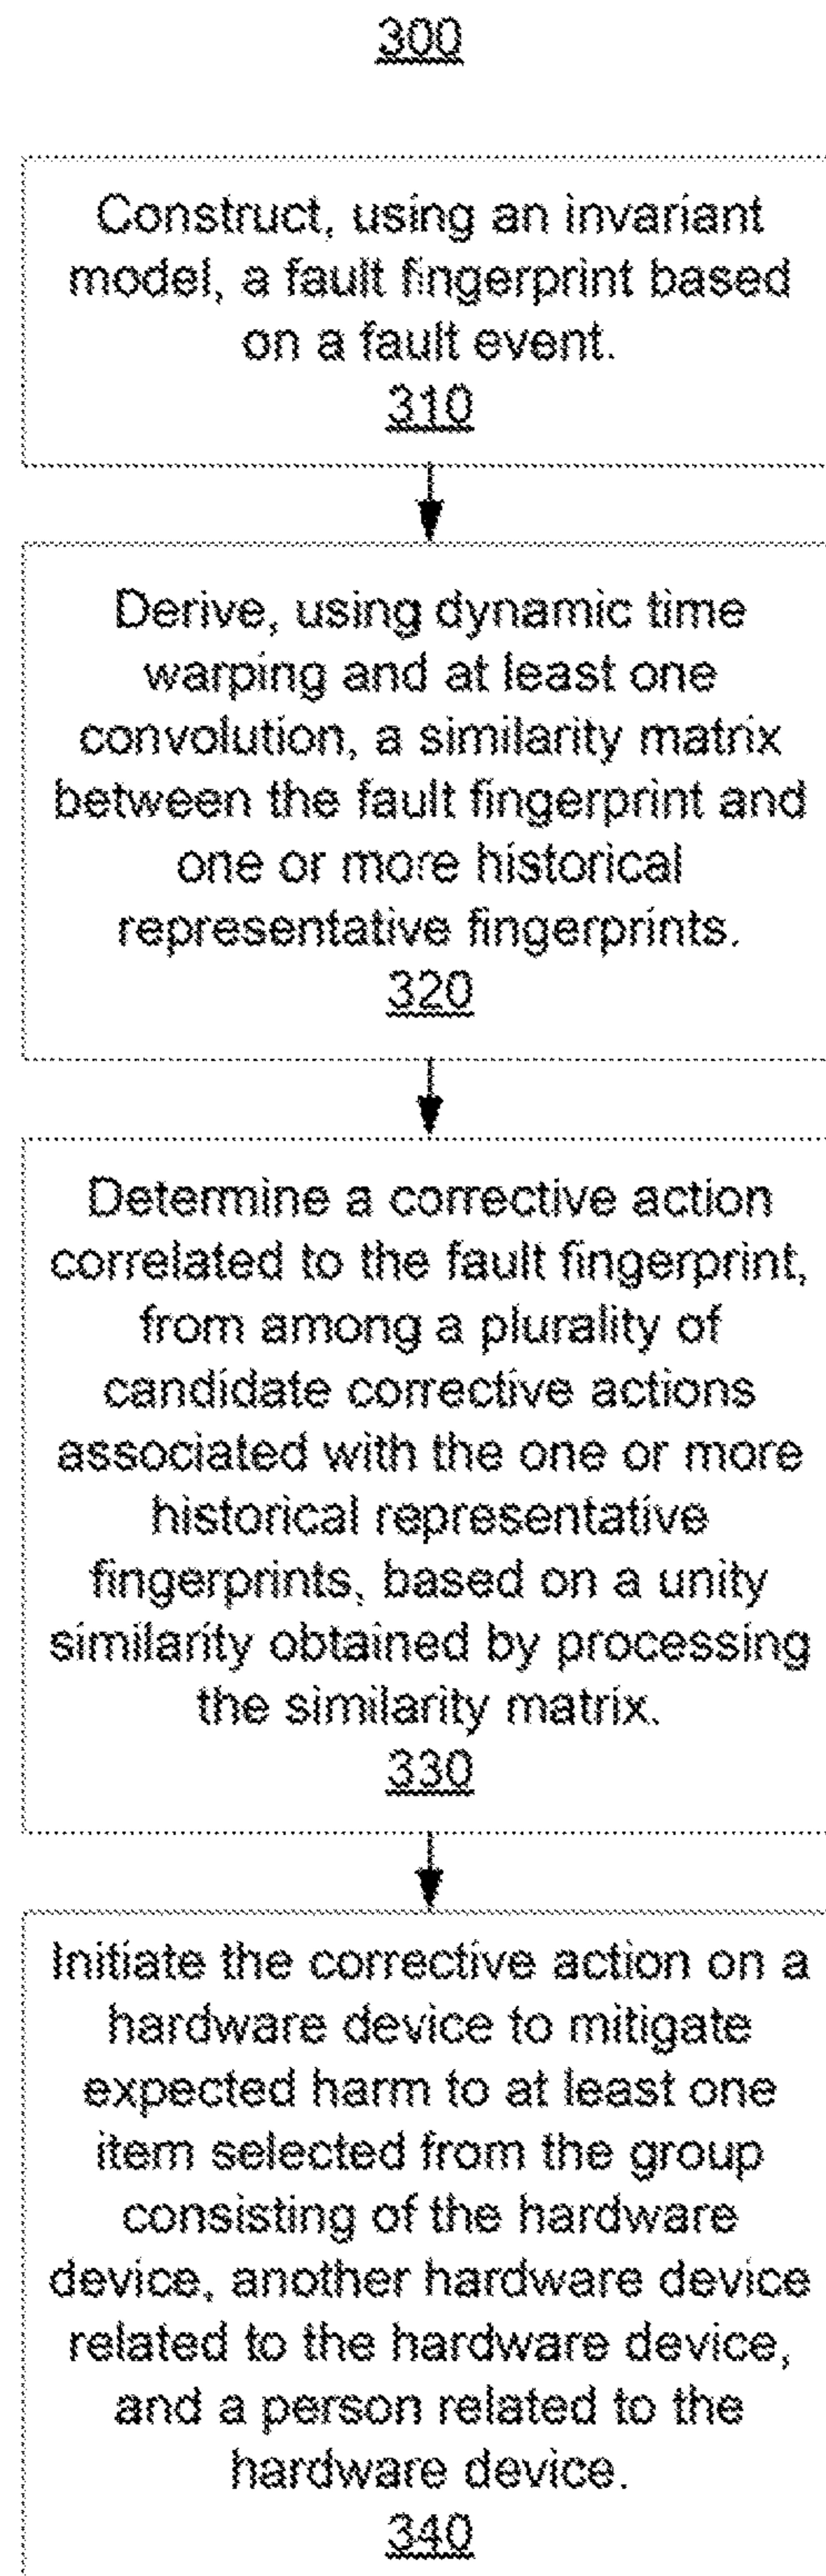 300
Construct, using an invariant
model, a fault fingerprint based
on a fault event.
310
Derive, using dynamic time
warping and at least one
convolution, a similarity matrix
between the fault fingerprint and
one or more historical
representative fingerprints.
320
Determine a corrective action
correlated to the fault fingerprint,
from among a plurality of
candidate corrective actions
associated with the one or more
historical representative
fingerprints, based on a unity
similarity obtained by processing
the similarity matrix.
330
Initiate the corrective action on a
hardware device to mitigate
expected harm to at least one
item selected from the group
consisting of the hardware
device, another hardware device
related to the hardware device,
and a person related to the
hardware device.
340